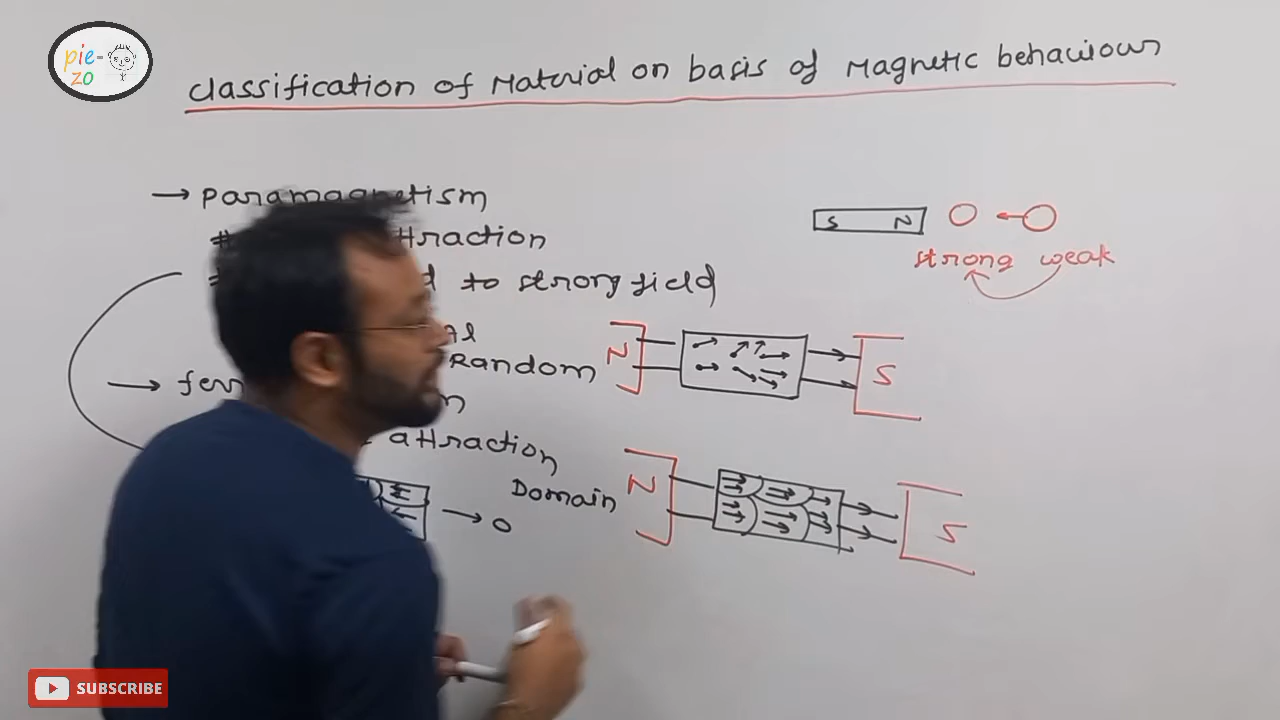 pie-
zo
Classification of Material on basis of Magnetic behaviour
→ Paramagnetism
attraction
to strong field
S N
strong weak
Random
N S
attraction
Domain
N S
→ 0
SUBSCRIBE